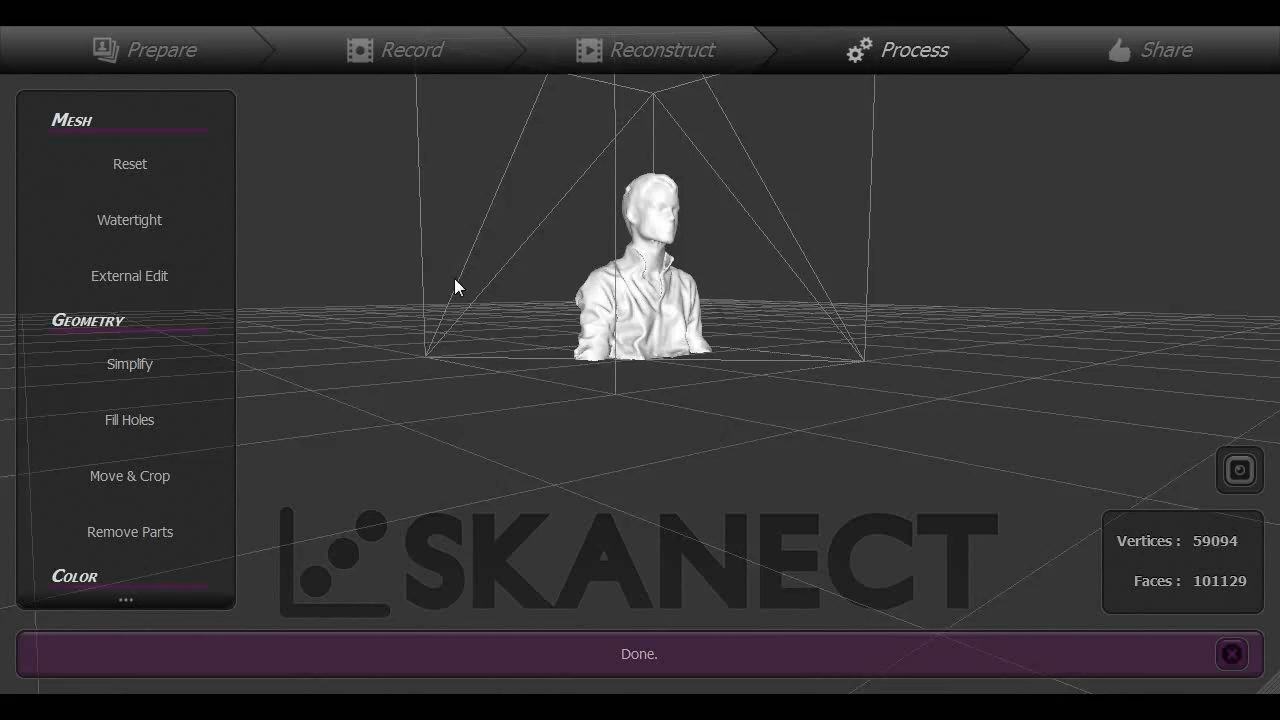 Prepare
Record
Reconstruct
Process
Share
MESH
Reset
Watertight
External Edit
GEOMETRY
Simplify
Fill Holes
Move & Crop
Remove Parts
COLOR
...
SKANECT
Vertices : 59094
Faces : 101129
Done.